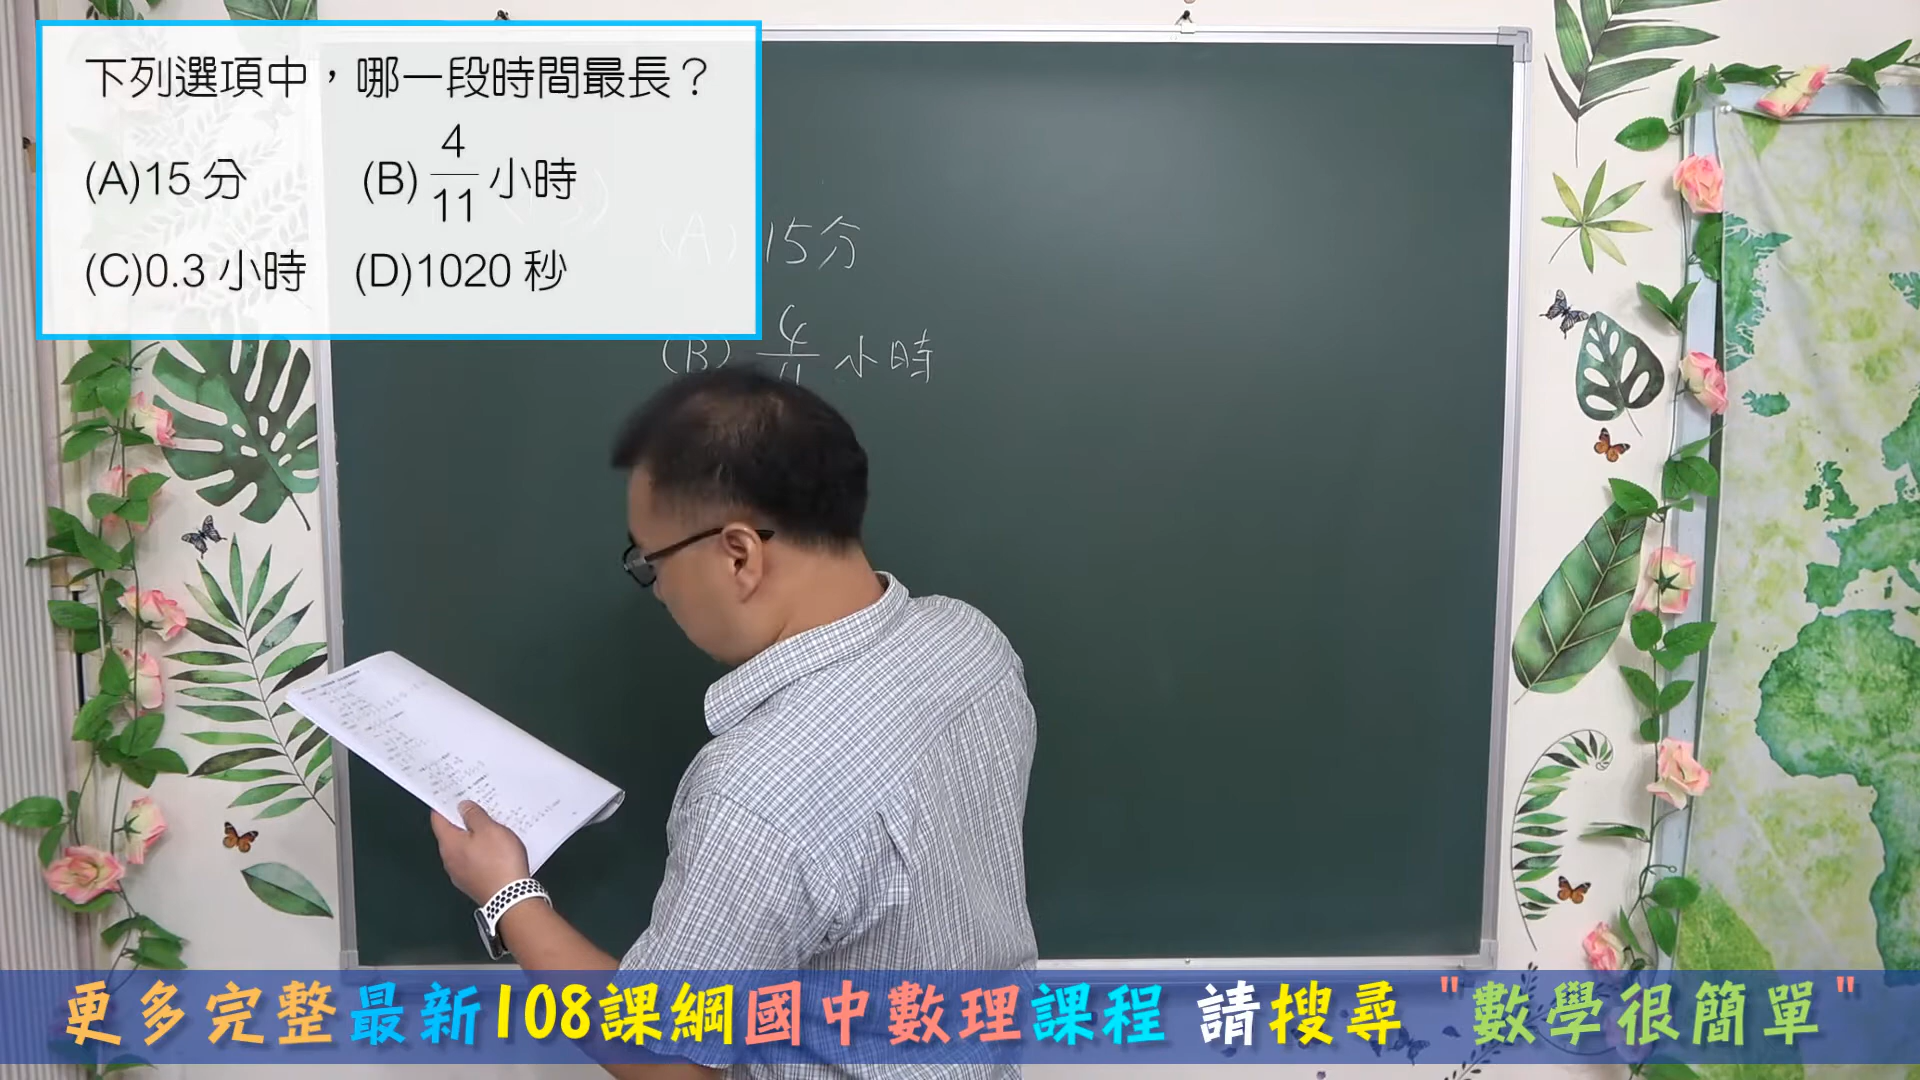 下列選項中，哪一段時間最長？
(A)15 分 (B) 4/11 小時
(C)0.3 小時 (D)1020 秒
(A) 15分
(B) 4/11 小時
更多完整最新108課綱國中數理課程 請搜尋 "數學很簡單"